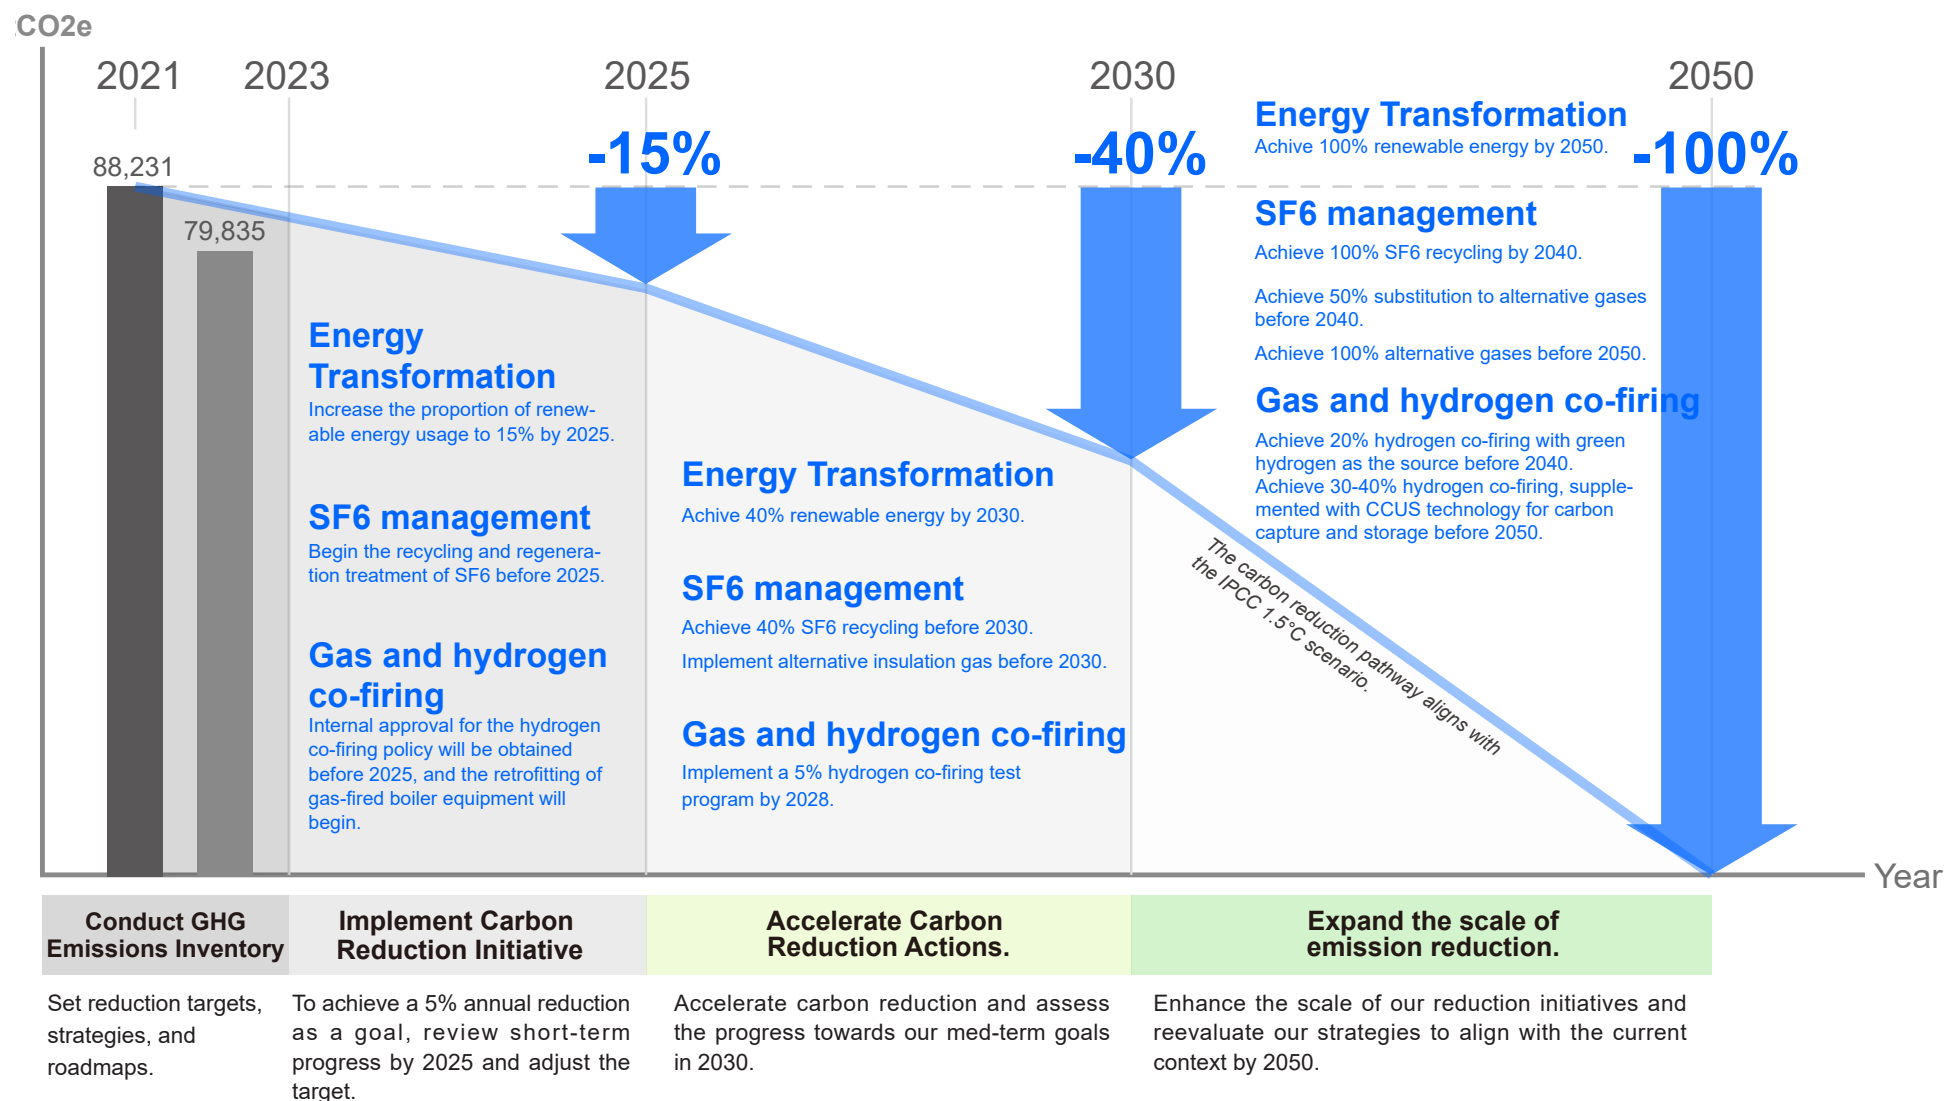 CO2e
2021
2023
2025
2030
2050
88,231
79,835
-15%
-40%
-100%
Energy
Transformation
Increase the proportion of renew-
able energy usage to 15% by 2025.
SF6 management
Begin the recycling and regenera-
tion treatment of SF6 before 2025.
Gas and hydrogen
co-firing
Internal approval for the hydrogen
co-firing policy will be obtained
before 2025, and the retrofitting of
gas-fired boiler equipment will
begin.
Energy Transformation
Achive 40% renewable energy by 2030.
SF6 management
Achieve 40% SF6 recycling before 2030.
Implement alternative insulation gas before 2030.
Gas and hydrogen co-firing
Implement a 5% hydrogen co-firing test
program by 2028.
Energy Transformation
Achive 100% renewable energy by 2050.
SF6 management
Achieve 100% SF6 recycling by 2040.
Achieve 50% substitution to alternative gases
before 2040.
Achieve 100% alternative gases before 2050.
Gas and hydrogen co-firing
Achieve 20% hydrogen co-firing with green
hydrogen as the source before 2040.
Achieve 30-40% hydrogen co-firing, supple-
mented with CCUS technology for carbon
capture and storage before 2050.
The carbon reduction pathway aligns with
the IPCC 1.5°C scenario.
Year
Conduct GHG
Emissions Inventory
Implement Carbon
Reduction Initiative
Accelerate Carbon
Reduction Actions.
Expand the scale of
emission reduction.
Set reduction targets,
strategies, and
roadmaps.
To achieve a 5% annual reduction
as a goal, review short-term
progress by 2025 and adjust the
target.
Accelerate carbon reduction and assess
the progress towards our med-term goals
in 2030.
Enhance the scale of our reduction initiatives and
reevaluate our strategies to align with the current
context by 2050.